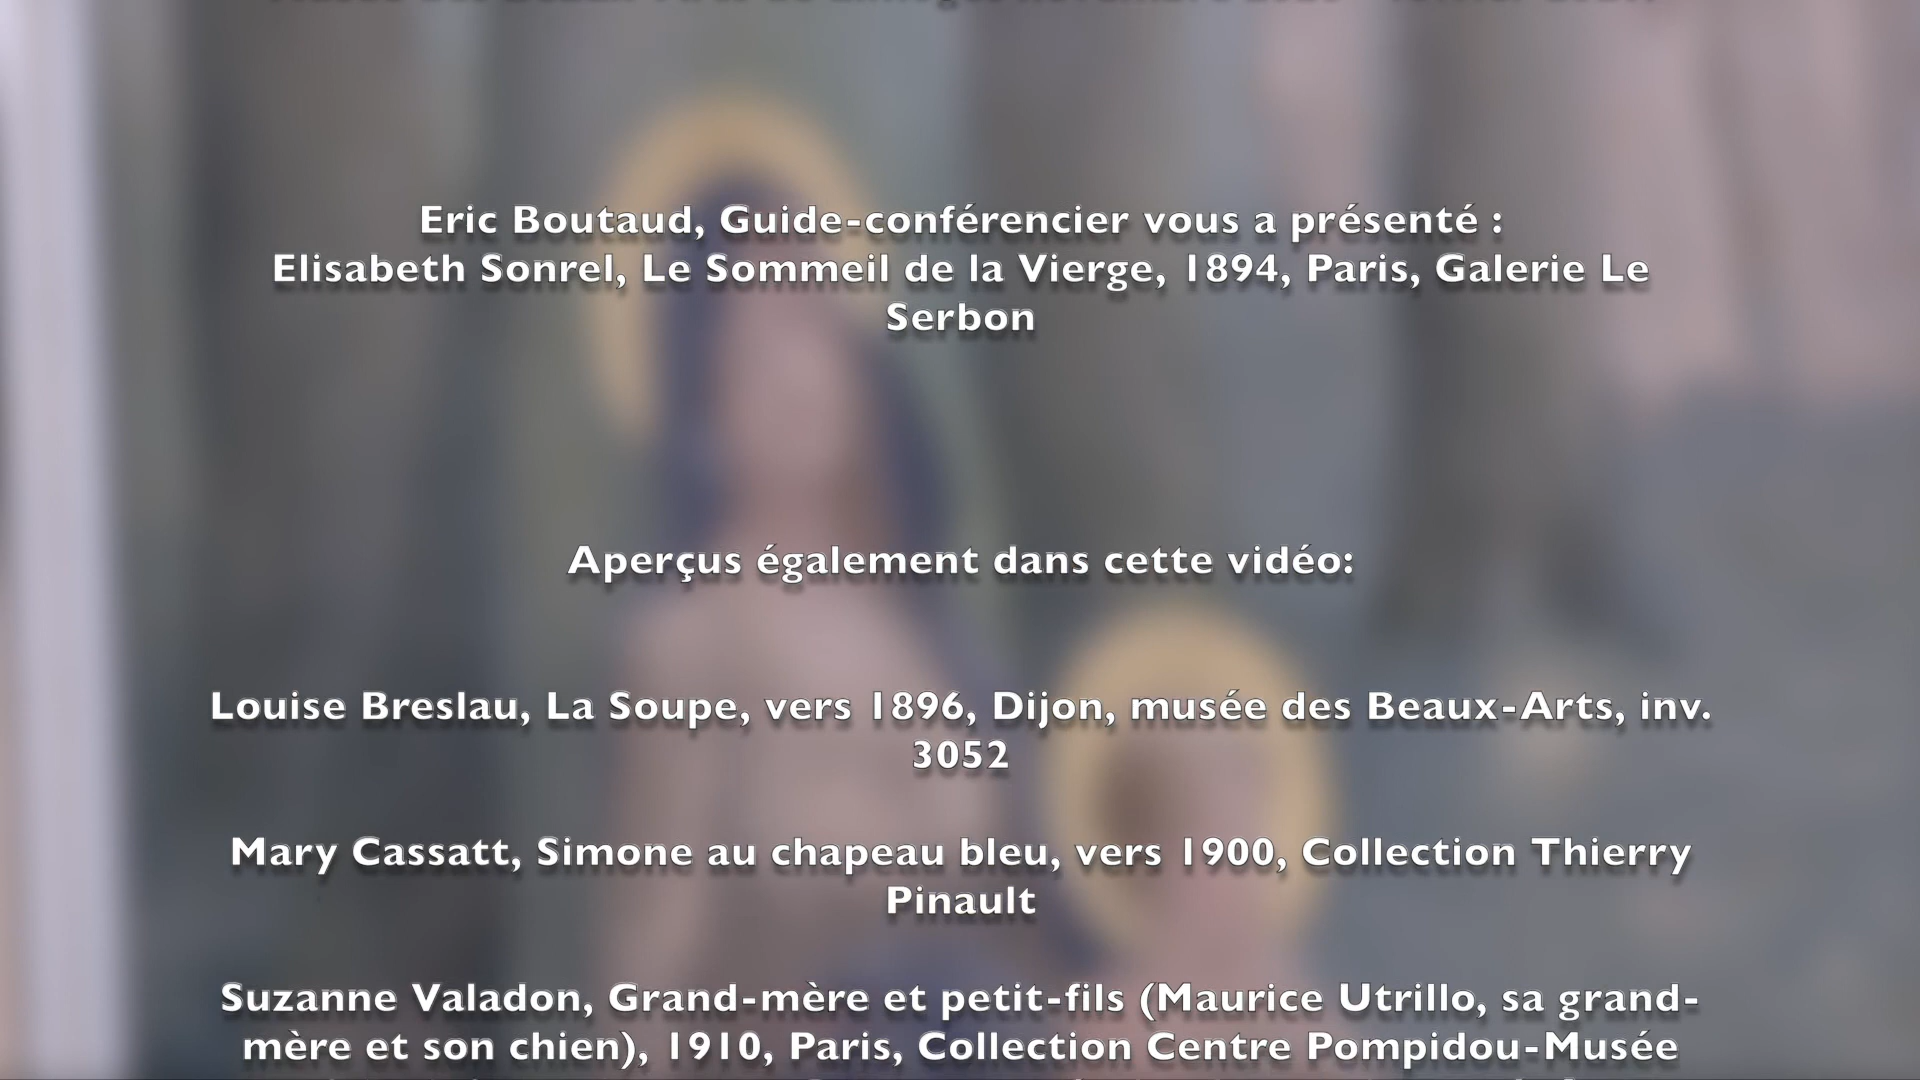 Eric Boutaud, Guide-conférencier vous a présenté :
Elisabeth Sonrel, Le Sommeil de la Vierge, 1894, Paris, Galerie Le
Serbon
Aperçus également dans cette vidéo:
Louise Breslau, La Soupe, vers 1896, Dijon, musée des Beaux-Arts, inv.
3052
Mary Cassatt, Simone au chapeau bleu, vers 1900, Collection Thierry
Pinault
Suzanne Valadon, Grand-mère et petit-fils (Maurice Utrillo, sa grand-
mère et son chien), 1910, Paris, Collection Centre Pompidou-Musée